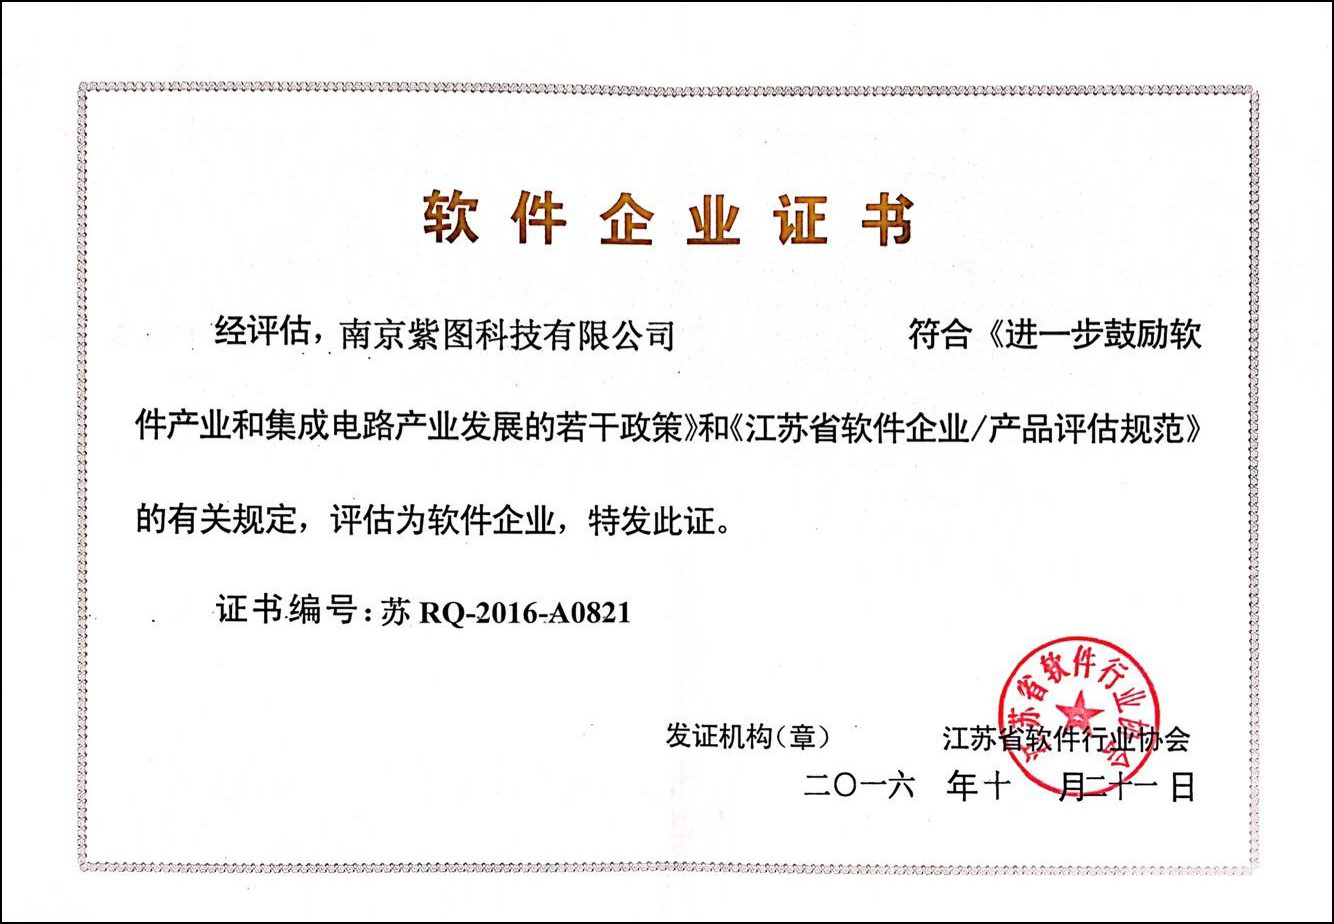 软件企业证书
经评估，南京紫图科技有限公司 符合《进一步鼓励软
件产业和集成电路产业发展的若干政策》和《江苏省软件企业/产品评估规范》
的有关规定，评估为软件企业，特发此证。
证书编号：苏 RQ-2016-A0821
江苏省软件行业协会
发证机构（章） 江苏省软件行业协会
二〇一六 年十 月二十一日